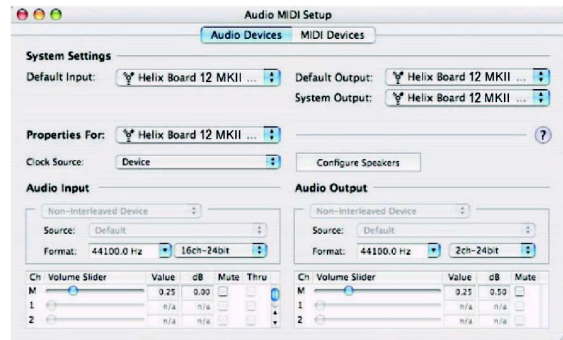 Audio MIDI Setup
Audio Devices MIDI Devices
System Settings
Default Input: Helix Board 12 MKII ... Default Output: Helix Board 12 MKII ...
System Output: Helix Board 12 MKII ...
Properties For: Helix Board 12 MKII ... ?
Clock Source: Device Configure Speakers
Audio Input Audio Output
Non-Interleaved Device Non-Interleaved Device
Source: Default Source: Default
Format: 44100.0 Hz 16ch-24bit Format: 44100.0 Hz 2ch-24bit
Ch Volume Slider Value dB Mute Thru Ch Volume Slider Value dB Mute
M 0.25 0.00 M 0.25 0.50
1 n/a n/a 1 n/a n/a
2 n/a n/a 2 n/a n/a